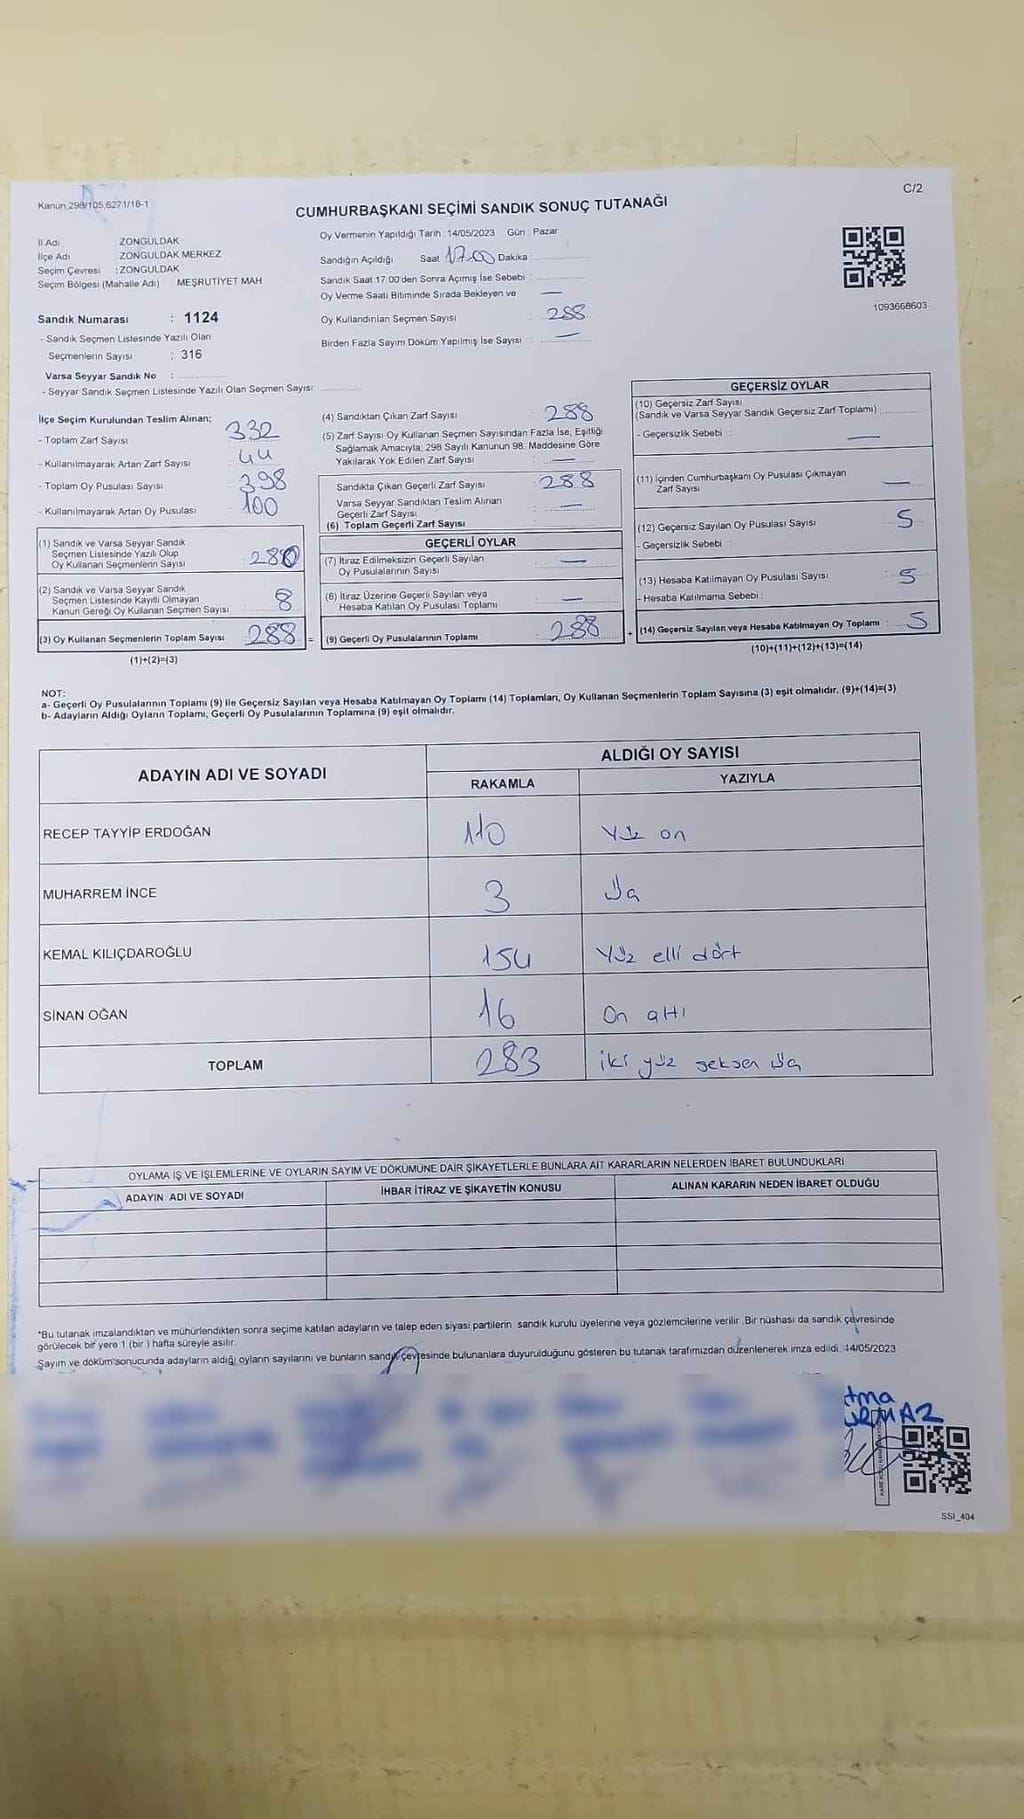 Kanun,298/105,6271/18-1
C/2
CUMHURBAŞKANI SEÇİMİ SANDIK SONUÇ TUTANAĞI
İl Adı : ZONGULDAK
İlçe Adı : ZONGULDAK MERKEZ
Seçim Çevresi : ZONGULDAK
Seçim Bölgesi (Mahalle Adı) MEŞRUTİYET MAH
Sandık Numarası : 1124
- Sandık Seçmen Listesinde Yazılı Olan
Seçmenlerin Sayısı : 316
Varsa Seyyar Sandık No :
- Seyyar Sandık Seçmen Listesinde Yazılı Olan Seçmen Sayısı:
Oy Vermenin Yapıldığı Tarih : 14/05/2023 Gün : Pazar
Sandığın Açıldığı Saat 17.00 Dakika :
Sandık Saat 17:00'den Sonra Açımış İse Sebebi :
Oy Verme Saati Bitiminde Sırada Bekleyen ve —
Oy Kullandırılan Seçmen Sayısı : 288
Birden Fazla Sayım Döküm Yapılmış İse Sayısı : —
1093668603
İlçe Seçim Kurulundan Teslim Alınan;
- Toplam Zarf Sayısı 332
- Kullanılmayarak Artan Zarf Sayısı 44
- Toplam Oy Pusulası Sayısı 398
- Kullanılmayarak Artan Oy Pusulası 100
(1) Sandık ve Varsa Seyyar Sandık
Seçmen Listesinde Yazılı Olup
Oy Kullanan Seçmenlerin Sayısı : 280
(2) Sandık ve Varsa Seyyar Sandık
Seçmen Listesinde Kayıtlı Olmayan
Kanun Gereği Oy Kullanan Seçmen Sayısı : 8
(3) Oy Kullanan Seçmenlerin Toplam Sayısı : 288 =
(1)+(2)=(3)
(4) Sandıktan Çıkan Zarf Sayısı : 288
(5) Zarf Sayısı Oy Kullanan Seçmen Sayısından Fazla İse, Eşitliği
Sağlamak Amacıyla; 298 Sayılı Kanunun 98. Maddesine Göre
Yakılarak Yok Edilen Zarf Sayısı : —
Sandıkta Çıkan Geçerli Zarf Sayısı : 288
Varsa Seyyar Sandıktan Teslim Alınan
Geçerli Zarf Sayısı : —
(6) Toplam Geçerli Zarf Sayısı
GEÇERLİ OYLAR
(7) İtiraz Edilmeksizin Geçerli Sayılan
Oy Pusulalarının Sayısı : —
(8) İtiraz Üzerine Geçerli Sayılan veya
Hesaba Katılan Oy Pusulası Toplamı : —
(9) Geçerli Oy Pusulalarının Toplamı : 288 +
GEÇERSİZ OYLAR
(10) Geçersiz Zarf Sayısı
(Sandık ve Varsa Seyyar Sandık Geçersiz Zarf Toplamı)
- Geçersizlik Sebebi : —
(11) İçinden Cumhurbaşkanı Oy Pusulası Çıkmayan
Zarf Sayısı —
(12) Geçersiz Sayılan Oy Pusulası Sayısı : 5
- Geçersizlik Sebebi :
(13) Hesaba Katılmayan Oy Pusulası Sayısı : 5
- Hesaba Katılmama Sebebi :
(14) Geçersiz Sayılan veya Hesaba Katılmayan Oy Toplamı : 5
(10)+(11)+(12)+(13)=(14)
NOT:
a- Geçerli Oy Pusulalarının Toplamı (9) ile Geçersiz Sayılan veya Hesaba Katılmayan Oy Toplamı (14) Toplamları, Oy Kullanan Seçmenlerin Toplam Sayısına (3) eşit olmalıdır. (9)+(14)=(3)
b- Adayların Aldığı Oyların Toplamı, Geçerli Oy Pusulalarının Toplamına (9) eşit olmalıdır.
ADAYIN ADI VE SOYADI ALDIĞI OY SAYISI
RAKAMLA YAZIYLA
RECEP TAYYİP ERDOĞAN 110 Yüz on
MUHARREM İNCE 3 Üç
KEMAL KILIÇDAROĞLU 154 Yüz elli dört
SİNAN OĞAN 16 On altı
TOPLAM 283 iki yüz seksen üç
OYLAMA İŞ VE İŞLEMLERİNE VE OYLARIN SAYIM VE DÖKÜMÜNE DAİR ŞİKAYETLERLE BUNLARA AİT KARARLARIN NELERDEN İBARET BULUNDUKLARI
ADAYIN ADI VE SOYADI İHBAR İTİRAZ VE ŞİKAYETİN KONUSU ALINAN KARARIN NEDEN İBARET OLDUĞU
*Bu tutanak imzalandıktan ve mühürlendikten sonra seçime katılan adayların ve talep eden siyasi partilerin sandık kurulu üyelerine veya gözlemcilerine verilir. Bir nüshası da sandık çevresinde
görülecek bir yere 1 (bir) hafta süreyle asılır.
Sayım ve döküm sonucunda adayların aldığı oyların sayılarını ve bunların sandık çevresinde bulunanlara duyurulduğunu gösteren bu tutanak tarafımızdan düzenlenerek imza edildi. 14/05/2023
SSI_404